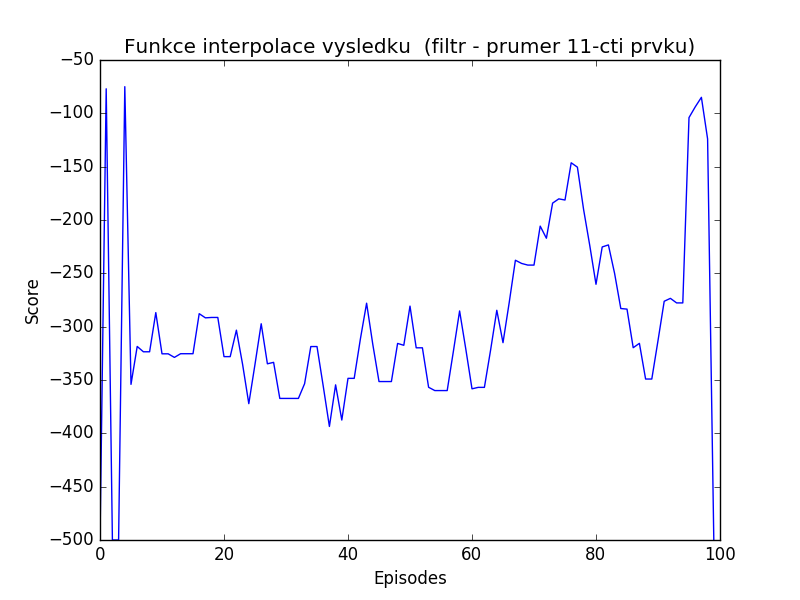 Funkce interpolace vysledku  (filtr - prumer 11-cti prvku)
−50
−100
−150
−200
−250
−300
−350
−400
−450
−500
Score
0 20 40 60 80 100
Episodes